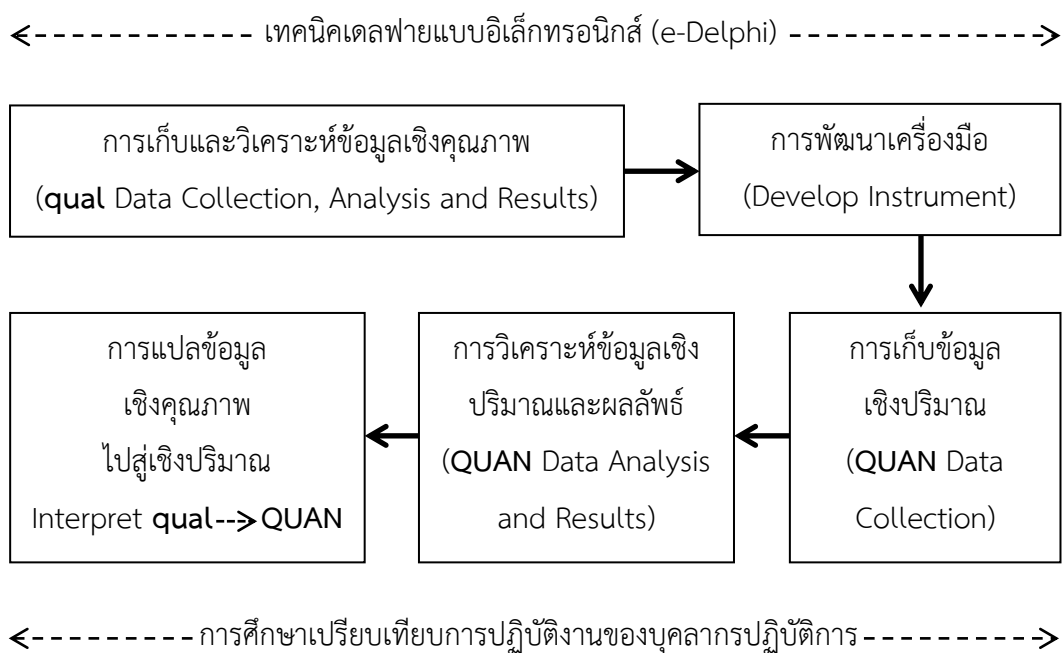 เทคนิคเดลฟายแบบอิเล็กทรอนิกส์ (e-Delphi)
การเก็บและวิเคราะห์ข้อมูลเชิงคุณภาพ
(qual Data Collection, Analysis and Results)
การพัฒนาเครื่องมือ
(Develop Instrument)
การแปลข้อมูล
เชิงคุณภาพ
ไปสู่เชิงปริมาณ
Interpret qual-->QUAN
การวิเคราะห์ข้อมูลเชิง
ปริมาณและผลลัพธ์
(QUAN Data Analysis
and Results)
การเก็บข้อมูล
เชิงปริมาณ
(QUAN Data
Collection)
การศึกษาเปรียบเทียบการปฏิบัติงานของบุคลากรปฏิบัติการ